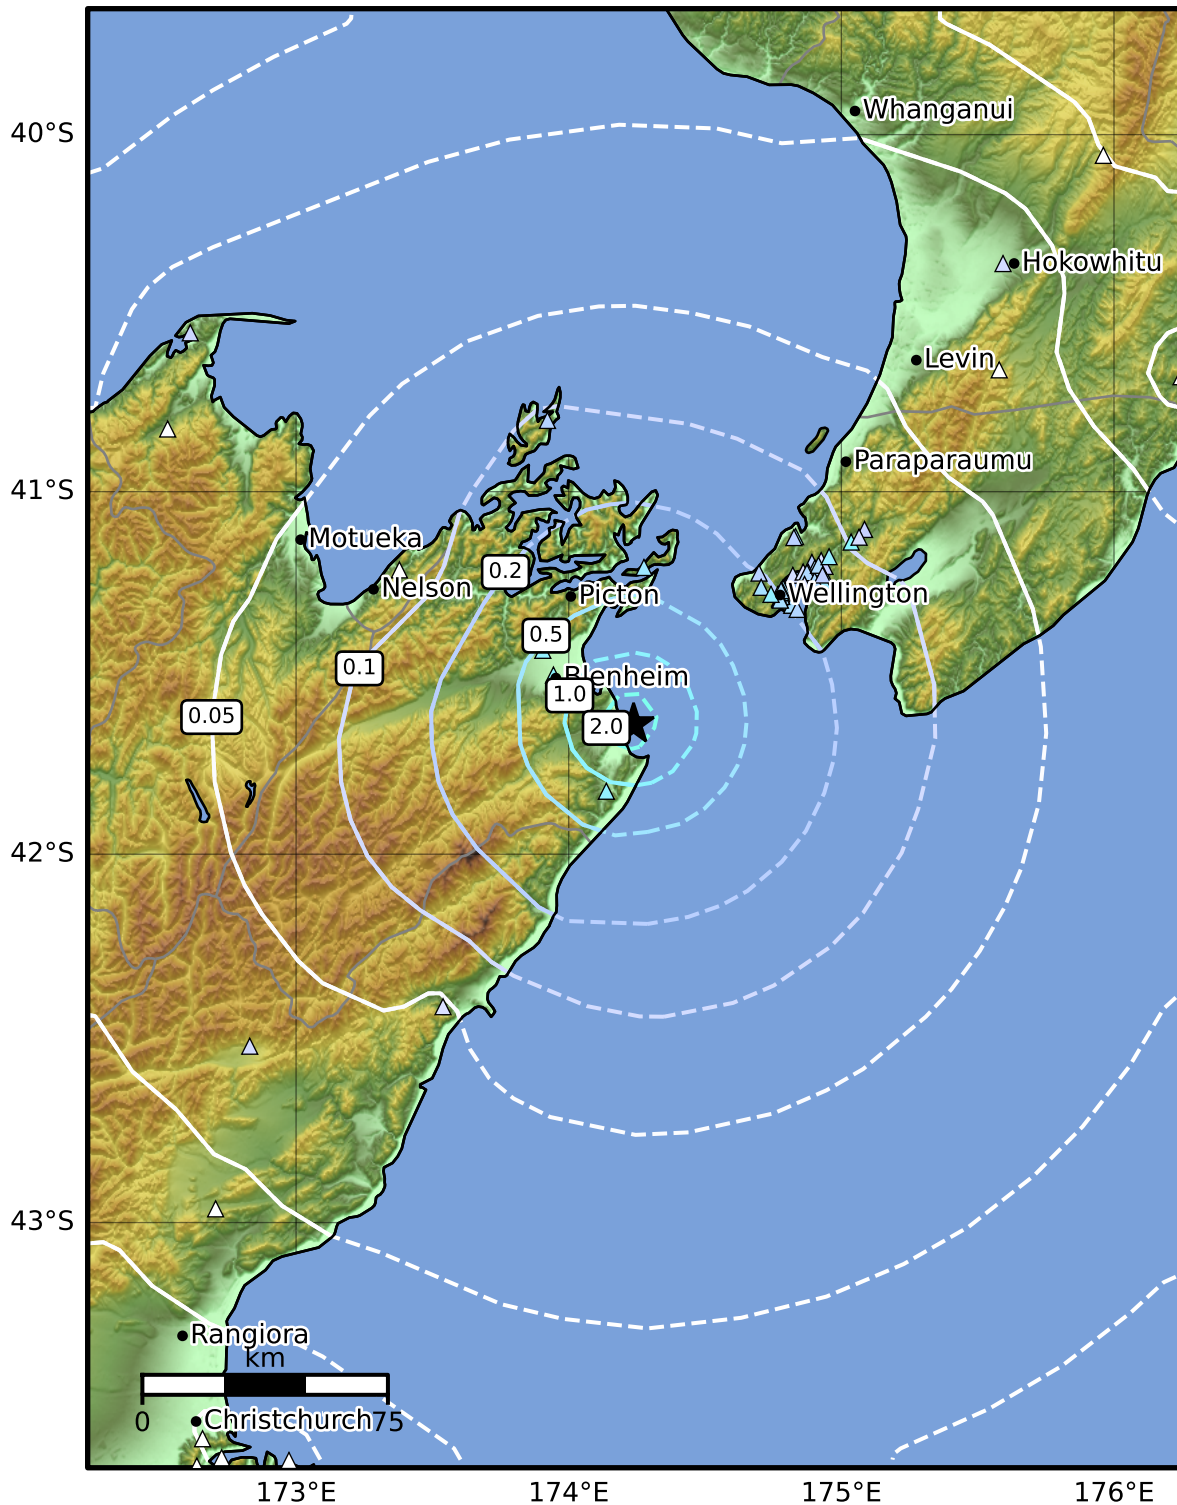 Whanganui
40°S
Hokowhitu
Levin
Paraparaumu
41°S
Motueka
0.2
Nelson
Picton
Wellington
0.5
0.1
Blenheim
1.0
0.05
2.0
42°S
43°S
Rangiora
km
0
Christchurch
75
173°E
174°E
175°E
176°E